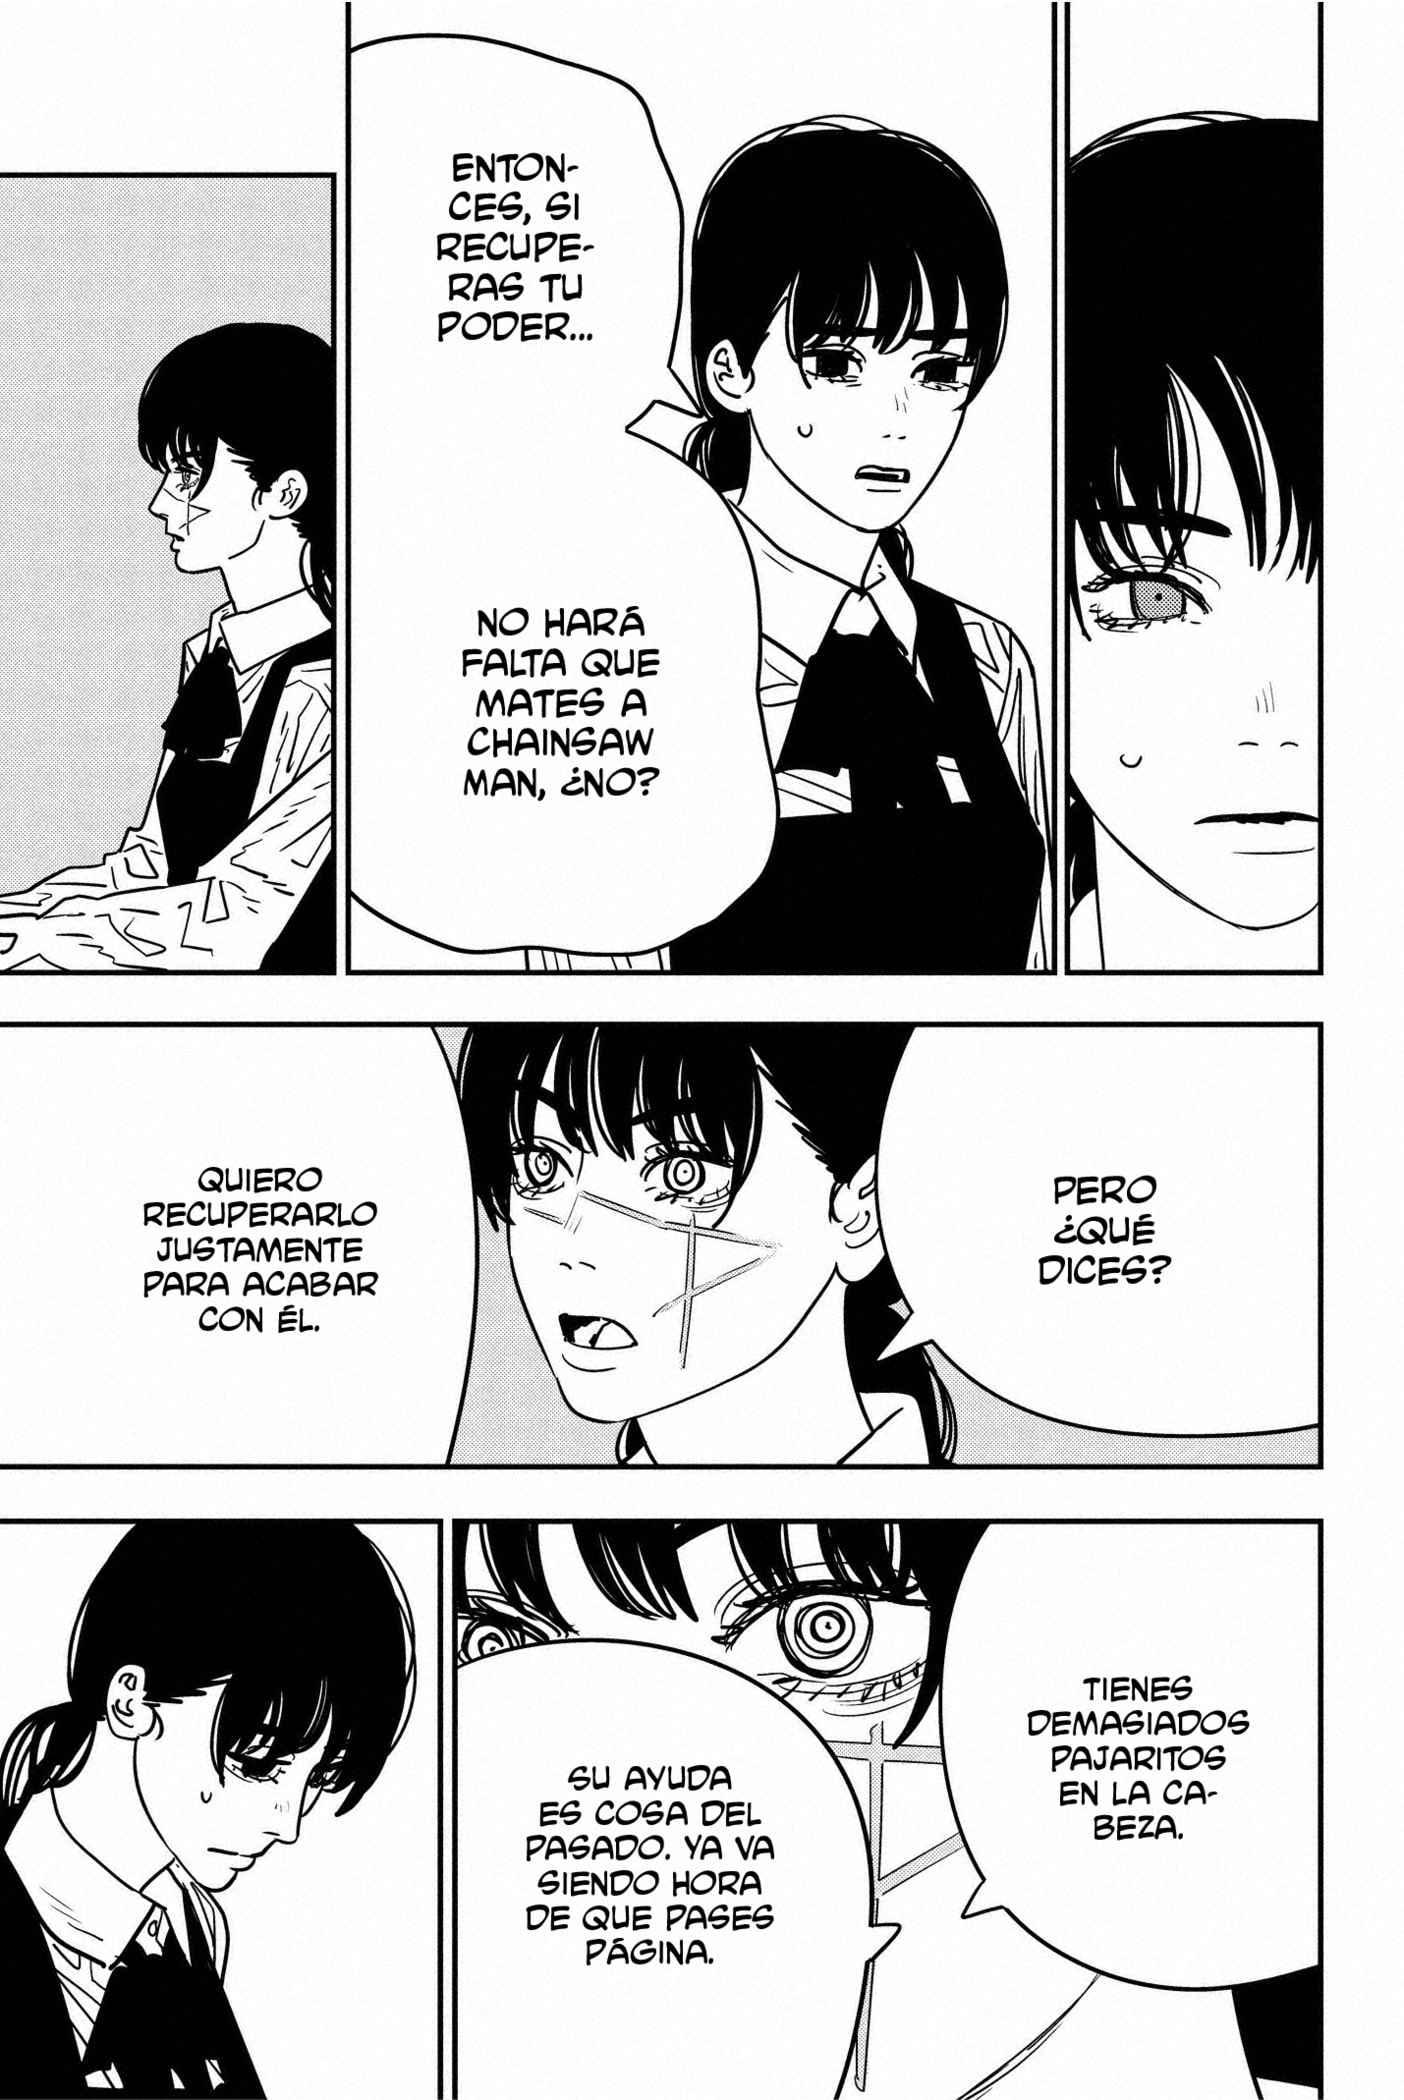 ENTON-
CES, SI
RECUPE-
RAS TU
PODER...
NO HARÁ
FALTA QUE
MATES A
CHAINSAW
MAN, ¿NO?
PERO
¿QUÉ
DICES?
QUIERO
RECUPERARLO
JUSTAMENTE
PARA ACABAR
CON ÉL.
TIENES
DEMASIADOS
PAJARITOS
EN LA CA-
BEZA.
SU AYUDA
ES COSA DEL
PASADO. YA VA
SIENDO HORA
DE QUE PASES
PÁGINA.